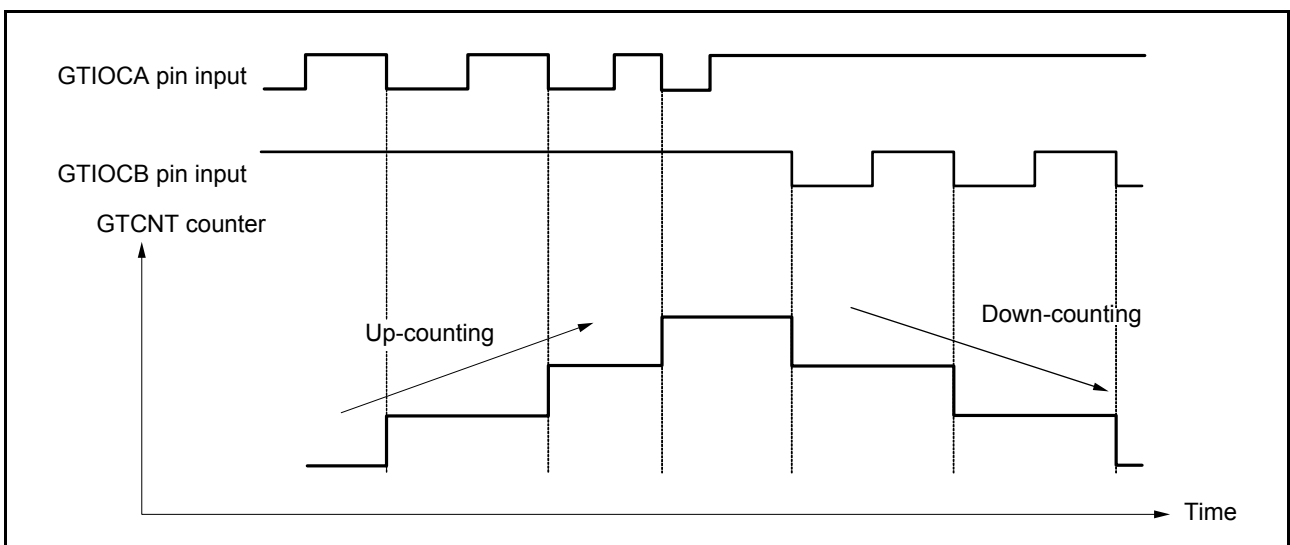 GTIOCA pin input
GTIOCB pin input
GTCNT counter
Up-counting
Down-counting
Time